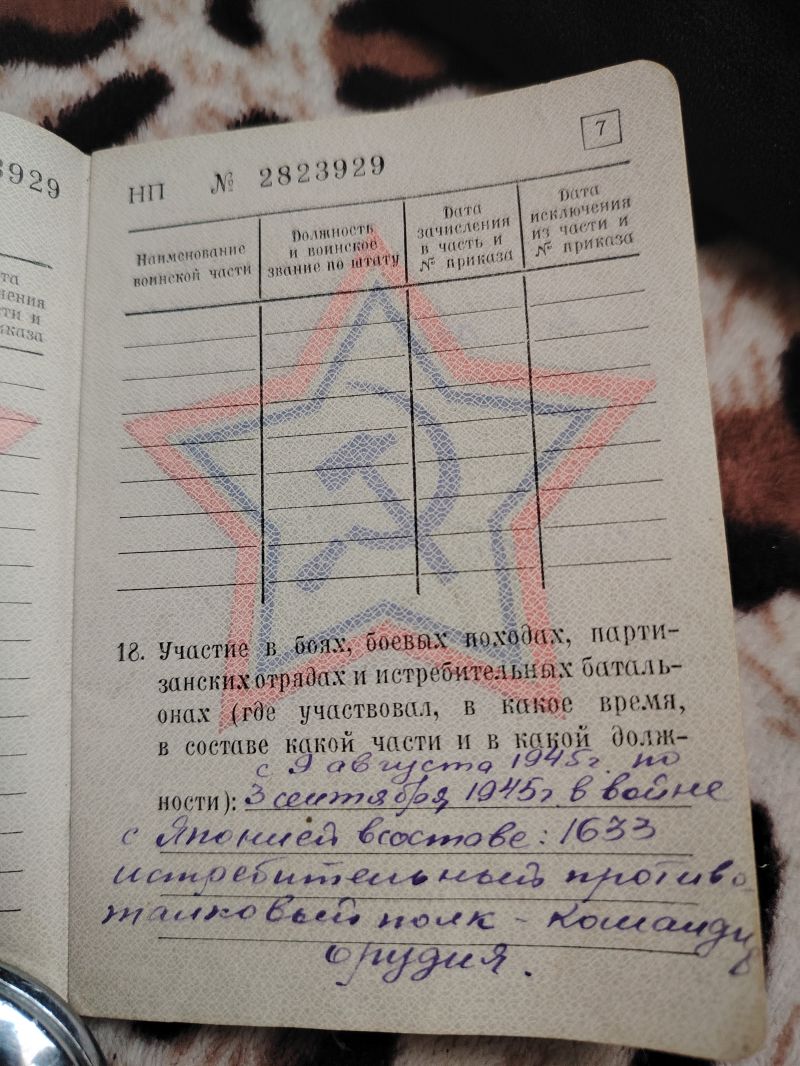 3929
7
НП № 2823929
Наименование
воинской части
Должность
и воинское
звание по штату
Дата
зачисления
в часть и
№ приказа
Дата
исключения
из части и
№ приказа
18. Участие в боях, боевых походах, парти-
занских отрядах и истребительных баталь-
онах (где участвовал, в какое время,
в составе какой части и в какой долж-
с 9 августа 1945г. по
ности): 3 сентября 1945г в войне
с Японией в составе: 1633
истребительный противо
танковый полк - командир
орудия.